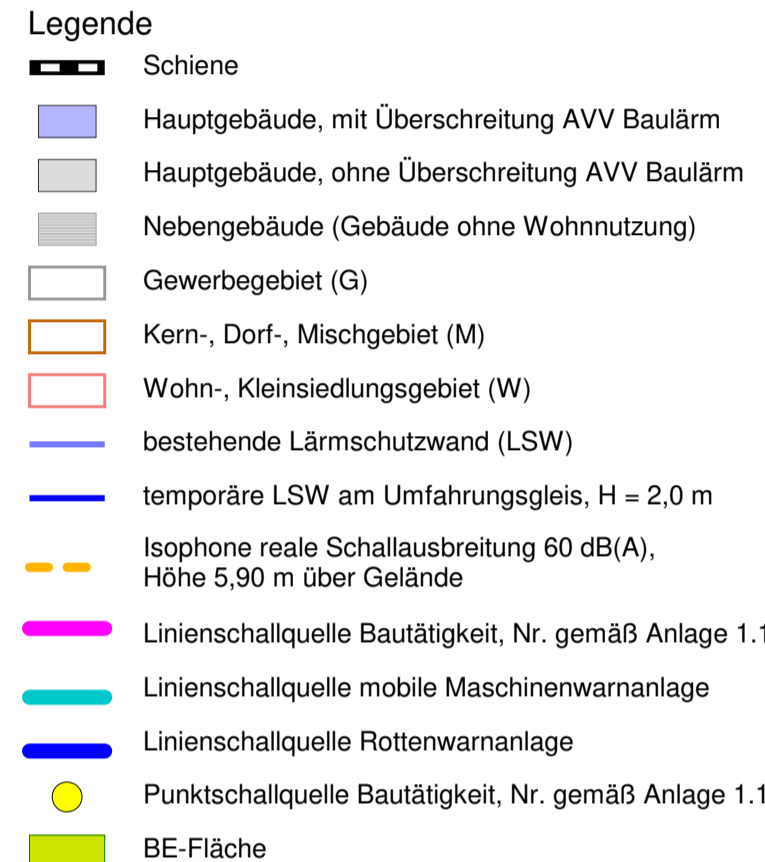 Legende
Schiene
Hauptgebäude, mit Überschreitung AVV Baulärm
Hauptgebäude, ohne Überschreitung AVV Baulärm
Nebengebäude (Gebäude ohne Wohnnutzung)
Gewerbegebiet (G)
Kern-, Dorf-, Mischgebiet (M)
Wohn-, Kleinsiedlungsgebiet (W)
bestehende Lärmschutzwand (LSW)
temporäre LSW am Umfahrungsgleis, H = 2,0 m
Isophone reale Schallausbreitung 60 dB(A),
Höhe 5,90 m über Gelände
Linienschallquelle Bautätigkeit, Nr. gemäß Anlage 1.1
Linienschallquelle mobile Maschinenwarnanlage
Linienschallquelle Rottenwarnanlage
Punktschallquelle Bautätigkeit, Nr. gemäß Anlage 1.1
BE-Fläche